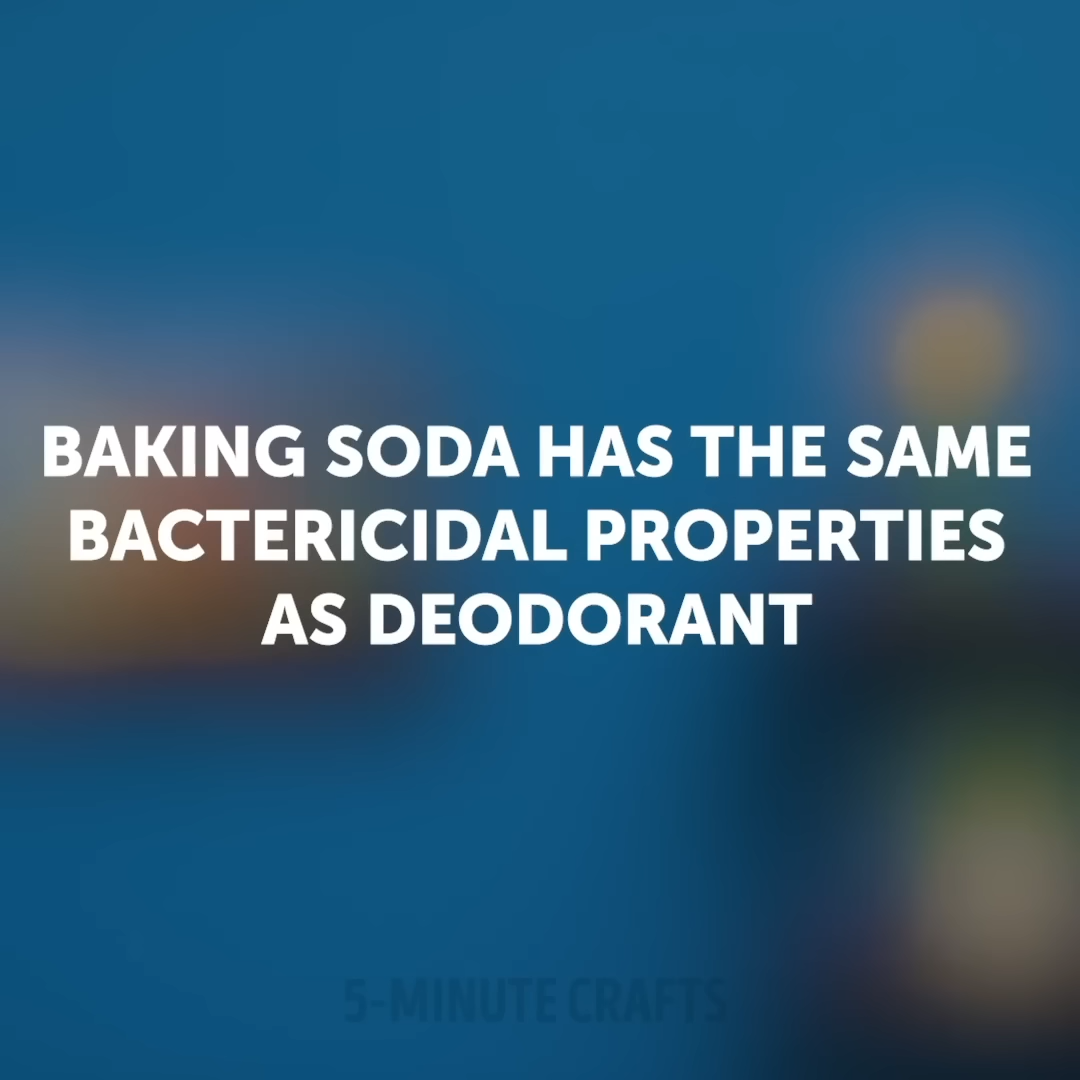 BAKING SODA HAS THE SAME
BACTERICIDAL PROPERTIES
AS DEODORANT
5-MINUTE CRAFTS